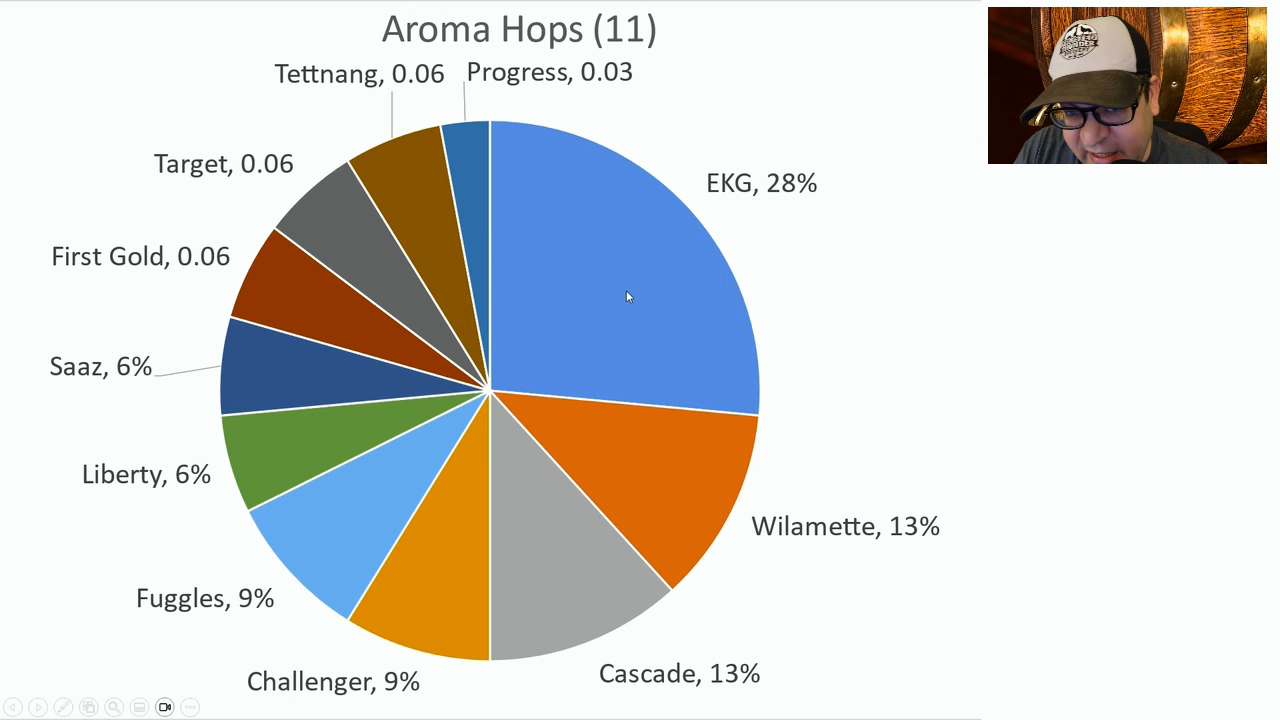 Aroma Hops (11)
Tettnang, 0.06
Progress, 0.03
Target, 0.06
EKG, 28%
First Gold, 0.06
Saaz, 6%
Liberty, 6%
Wilamette, 13%
Fuggles, 9%
Challenger, 9%
Cascade, 13%